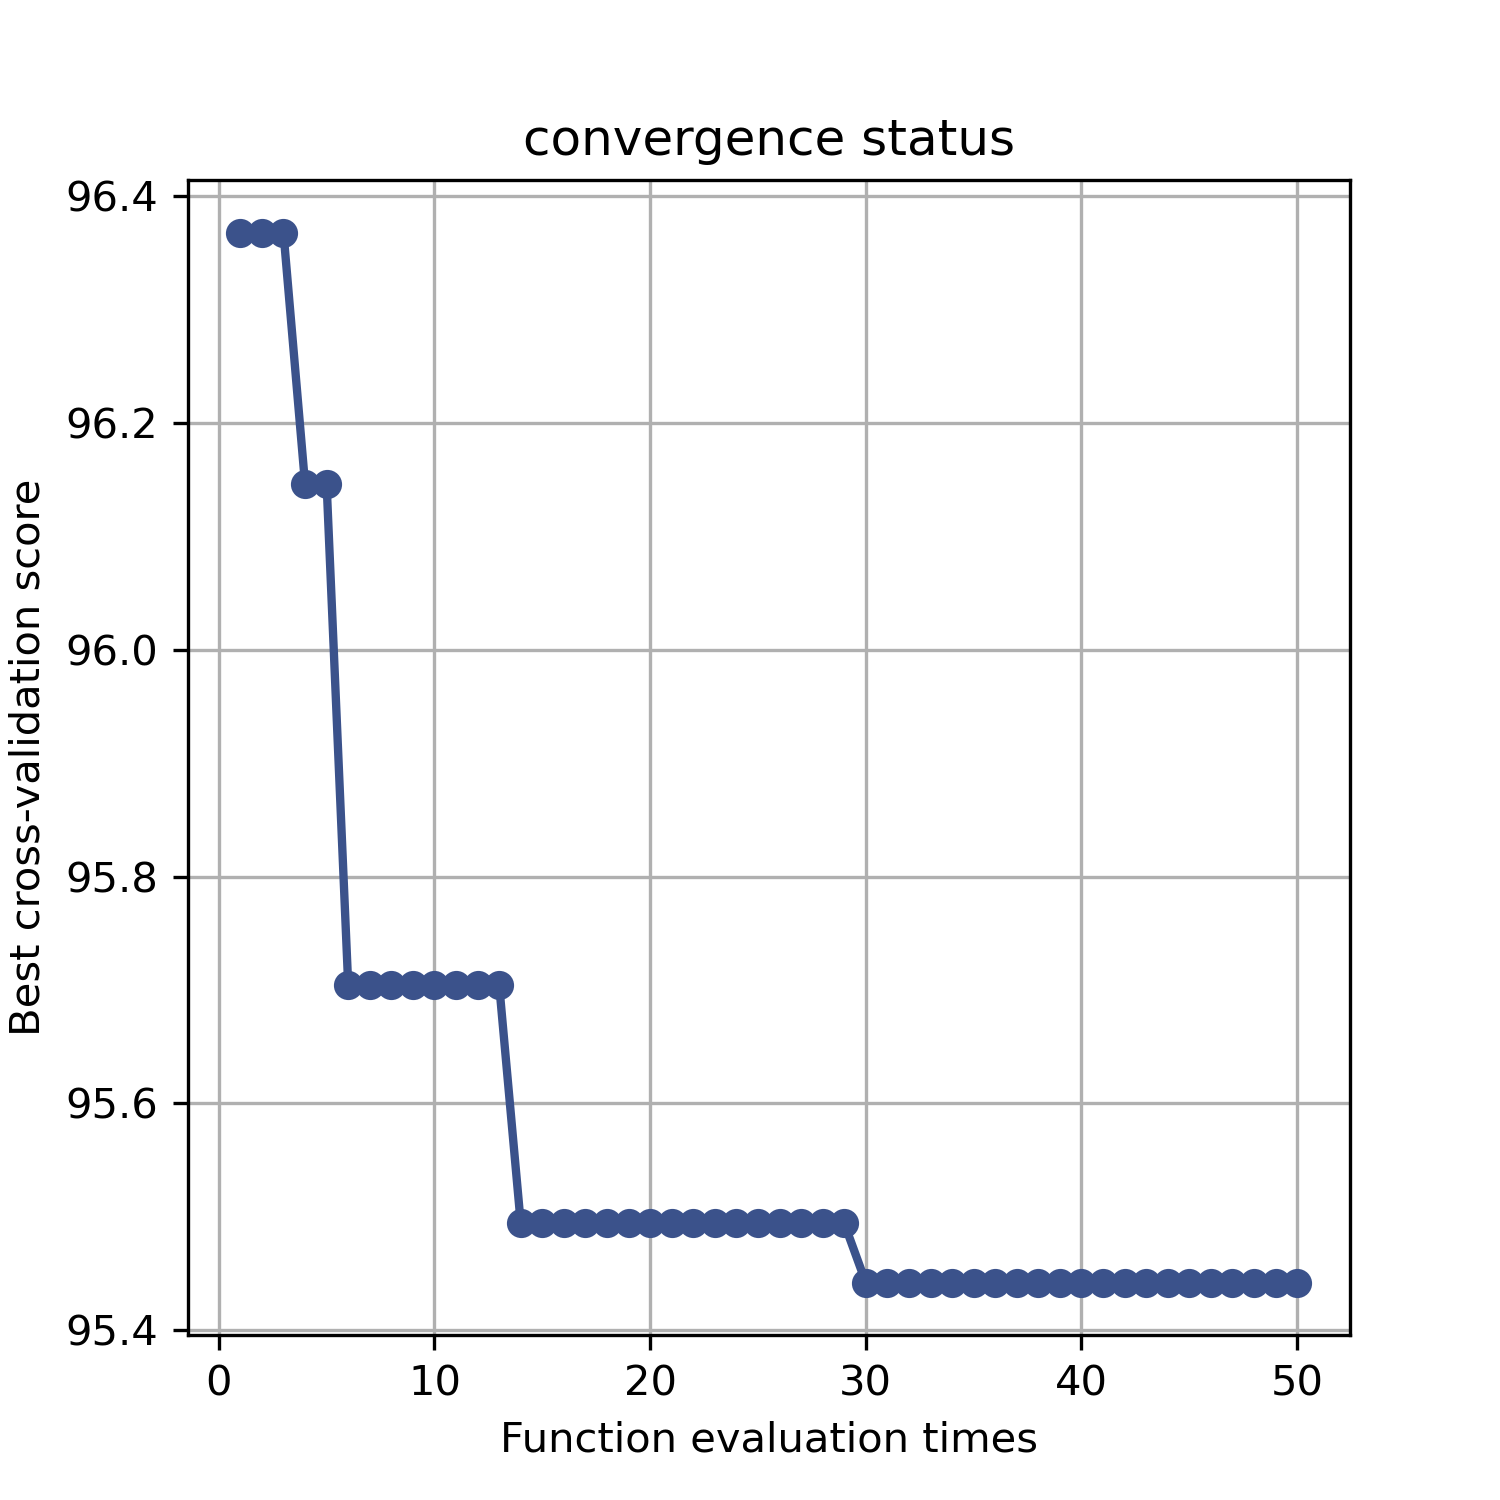 convergence status
96.4
96.2
96.0
95.8
95.6
95.4
Best cross-validation score
0 10 20 30 40 50
Function evaluation times